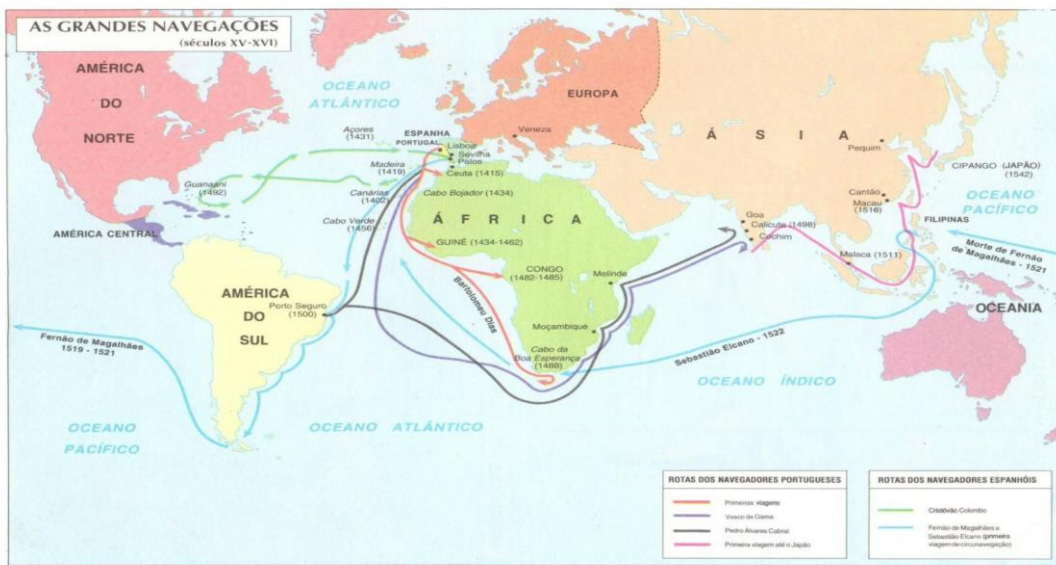 AS GRANDES NAVEGAÇÕES
(séculos XV-XVI)
AMÉRICA
DO
NORTE
OCEANO
ATLÂNTICO
EUROPA
Á S I A
Açores
(1431)
ESPANHA
PORTUGAL
Lisboa
Sevilha
Palos
Veneza
Pequim
Madeira
(1419)
Ceuta (1415)
CIPANGO (JAPÃO)
(1542)
Guanaani
(1492)
Canárias
(1402)
Cabo Bojador (1434)
Cantão
Macau
(1516)
OCEANO
PACÍFICO
Goa
Calicute (1498)
Cochim
FILIPINAS
AMÉRICA CENTRAL
Cabo Verde
(1456)
ÁFRICA
GUINÉ (1434-1462)
Malaca (1511)
Morte de Fernão
de Magalhães - 1521
CONGO
(1482-1485)
Melinde
AMÉRICA
DO
SUL
Porto Seguro
(1500)
Bartolomeu Dias
OCEANIA
Moçambique
Fernão de Magalhães
1519 - 1521
Cabo da
Boa Esperança
(1488)
Sebastião Elcano - 1522
OCEANO ÍNDICO
OCEANO
PACÍFICO
OCEANO ATLÂNTICO
ROTAS DOS NAVEGADORES PORTUGUESES
Primeiras viagens
Vasco da Gama
Pedro Álvares Cabral
Primeira viagem até o Japão
ROTAS DOS NAVEGADORES ESPANHÓIS
Cristóvão Colombo
Fernão de Magalhães e
Sebastião Elcano (primeira
viagem de circunavegação)